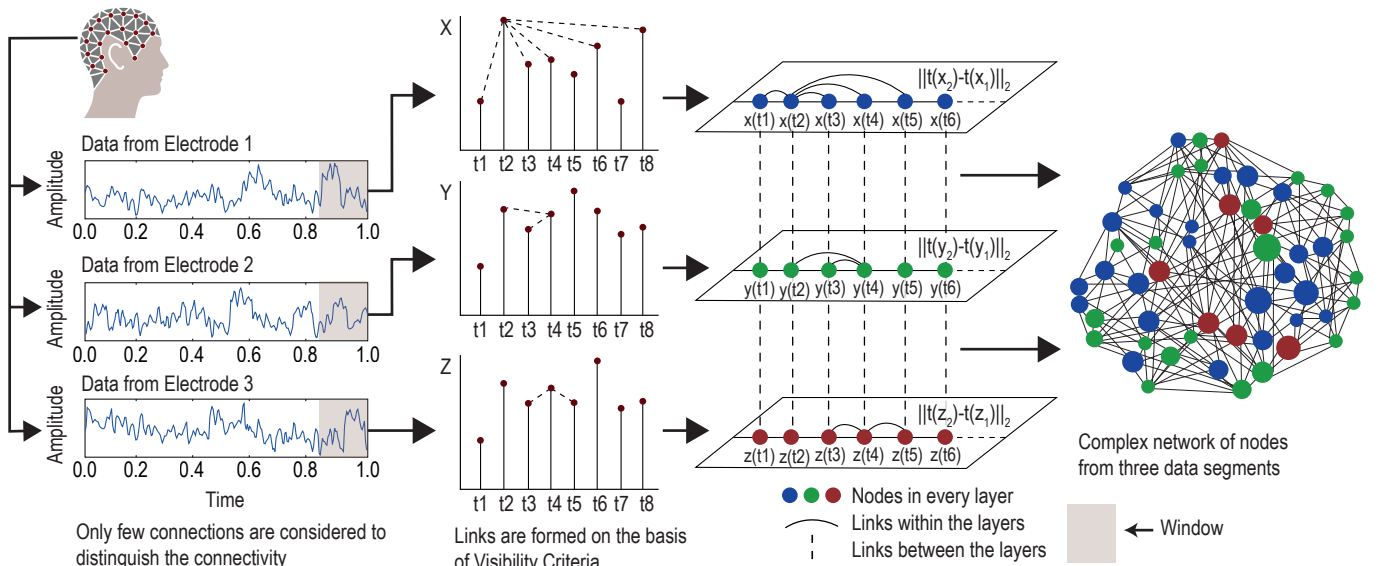 Data from Electrode 1
Amplitude
0.0 0.2 0.4 0.6 0.8 1.0
Data from Electrode 2
Amplitude
0.0 0.2 0.4 0.6 0.8 1.0
Data from Electrode 3
Amplitude
0.0 0.2 0.4 0.6 0.8 1.0
Time
Only few connections are considered to
distinguish the connectivity
X
t1 t2 t3 t4 t5 t6 t7 t8
Y
t1 t2 t3 t4 t5 t6 t7 t8
Z
t1 t2 t3 t4 t5 t6 t7 t8
Links are formed on the basis
of Visibility Criteria
||t(x₂)-t(x₁)||₂
x(t1) x(t2) x(t3) x(t4) x(t5) x(t6)
||t(y₂)-t(y₁)||₂
y(t1) y(t2) y(t3) y(t4) y(t5) y(t6)
||t(z₂)-t(z₁)||₂
z(t1) z(t2) z(t3) z(t4) z(t5) z(t6)
Nodes in every layer
Links within the layers
Links between the layers
Complex network of nodes
from three data segments
Window